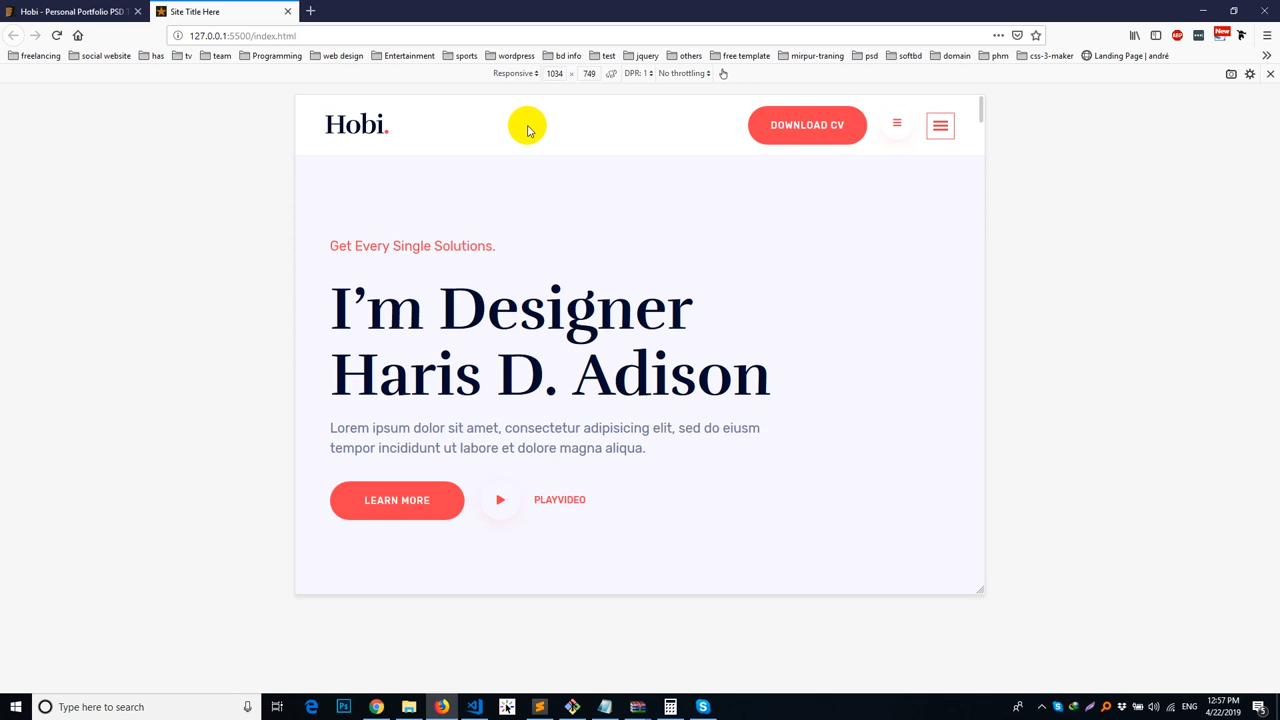 Hobi - Personal Portfolio PSD T
Site Title Here
127.0.0.1:5500/index.html
freelancing
social website
has
tv
team
Programming
web design
Entertainment
sports
wordpress
bd info
test
jquery
others
free template
mirpur-traning
psd
softbd
domain
phm
css-3-maker
Landing Page | andré
New
ABP
Responsive
1034 × 749
DPR: 1
No throttling
Hobi.
DOWNLOAD CV
Get Every Single Solutions.
I'm Designer
Haris D. Adison
Lorem ipsum dolor sit amet, consectetur adipisicing elit, sed do eiusm
tempor incididunt ut labore et dolore magna aliqua.
LEARN MORE
PLAYVIDEO
Type here to search
Ps
ENG
12:57 PM
4/22/2019